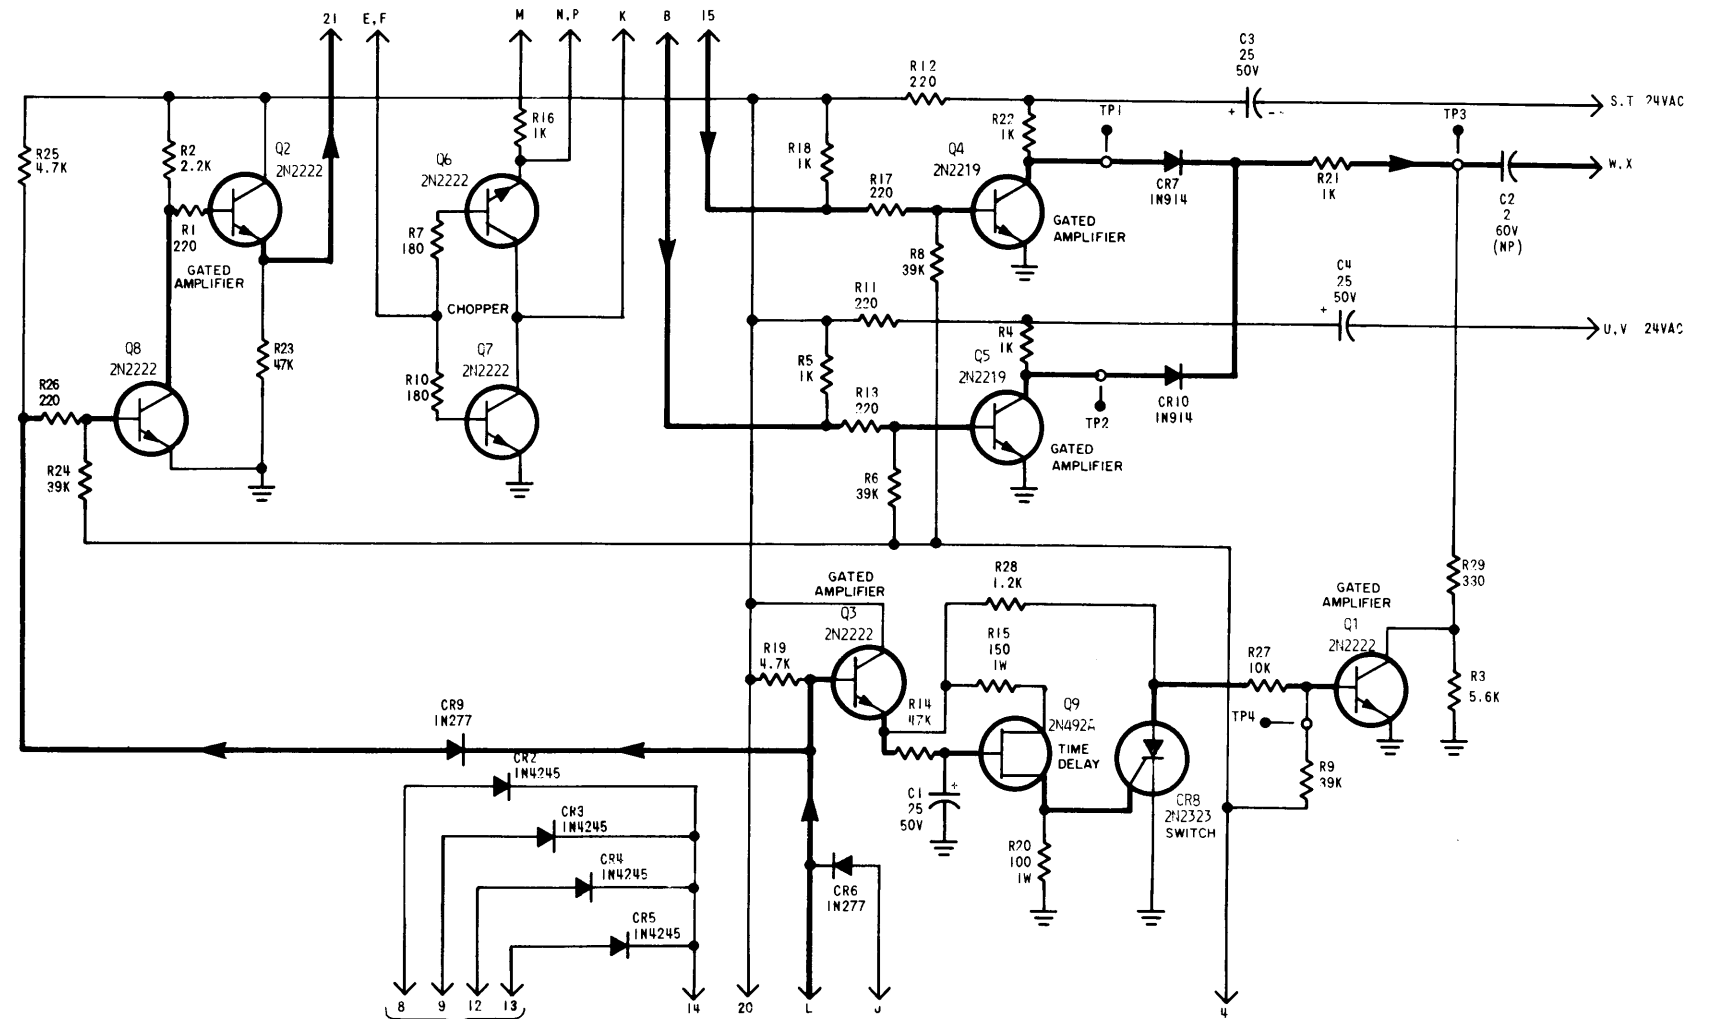 21 E,F M N,P K B 15
C3
25
50V
R12
220
S.T 24VAC
TP1
TP3
R16
1K
R22
1K
R25
4.7K
R2
2.2K
Q2
2N2222
Q6
2N2222
R18
1K
Q4
2N2219
R17
220
CR7
1N914
R21
1K
W.X
C2
2
60V
(NP)
R1
220
GATED
AMPLIFIER
R7
180
GATED
AMPLIFIER
R8
39K
C4
25
50V
CHOPPER
R11
220
U,V 24VAC
Q8
2N2222
R23
47K
Q7
2N2222
R4
1K
R5
1K
Q5
2N2219
R26
220
R10
180
R13
220
CR10
1N914
TP2
GATED
AMPLIFIER
R24
39K
R6
39K
GATED
AMPLIFIER
Q3
2N2222
R28
1.2K
R29
330
GATED
AMPLIFIER
Q1
2N2222
R15
150
1W
R19
4.7K
R27
10K
R3
5.6K
R14
47K
Q9
2N492A
TIME
DELAY
TP4
CR9
1N277
CR2
1N4245
C1
25
50V
R9
39K
CR8
2N2323
SWITCH
CR3
1N4245
R20
100
1W
CR4
1N4245
CR6
1N277
CR5
1N4245
8 9 12 13 14 20 L J 4